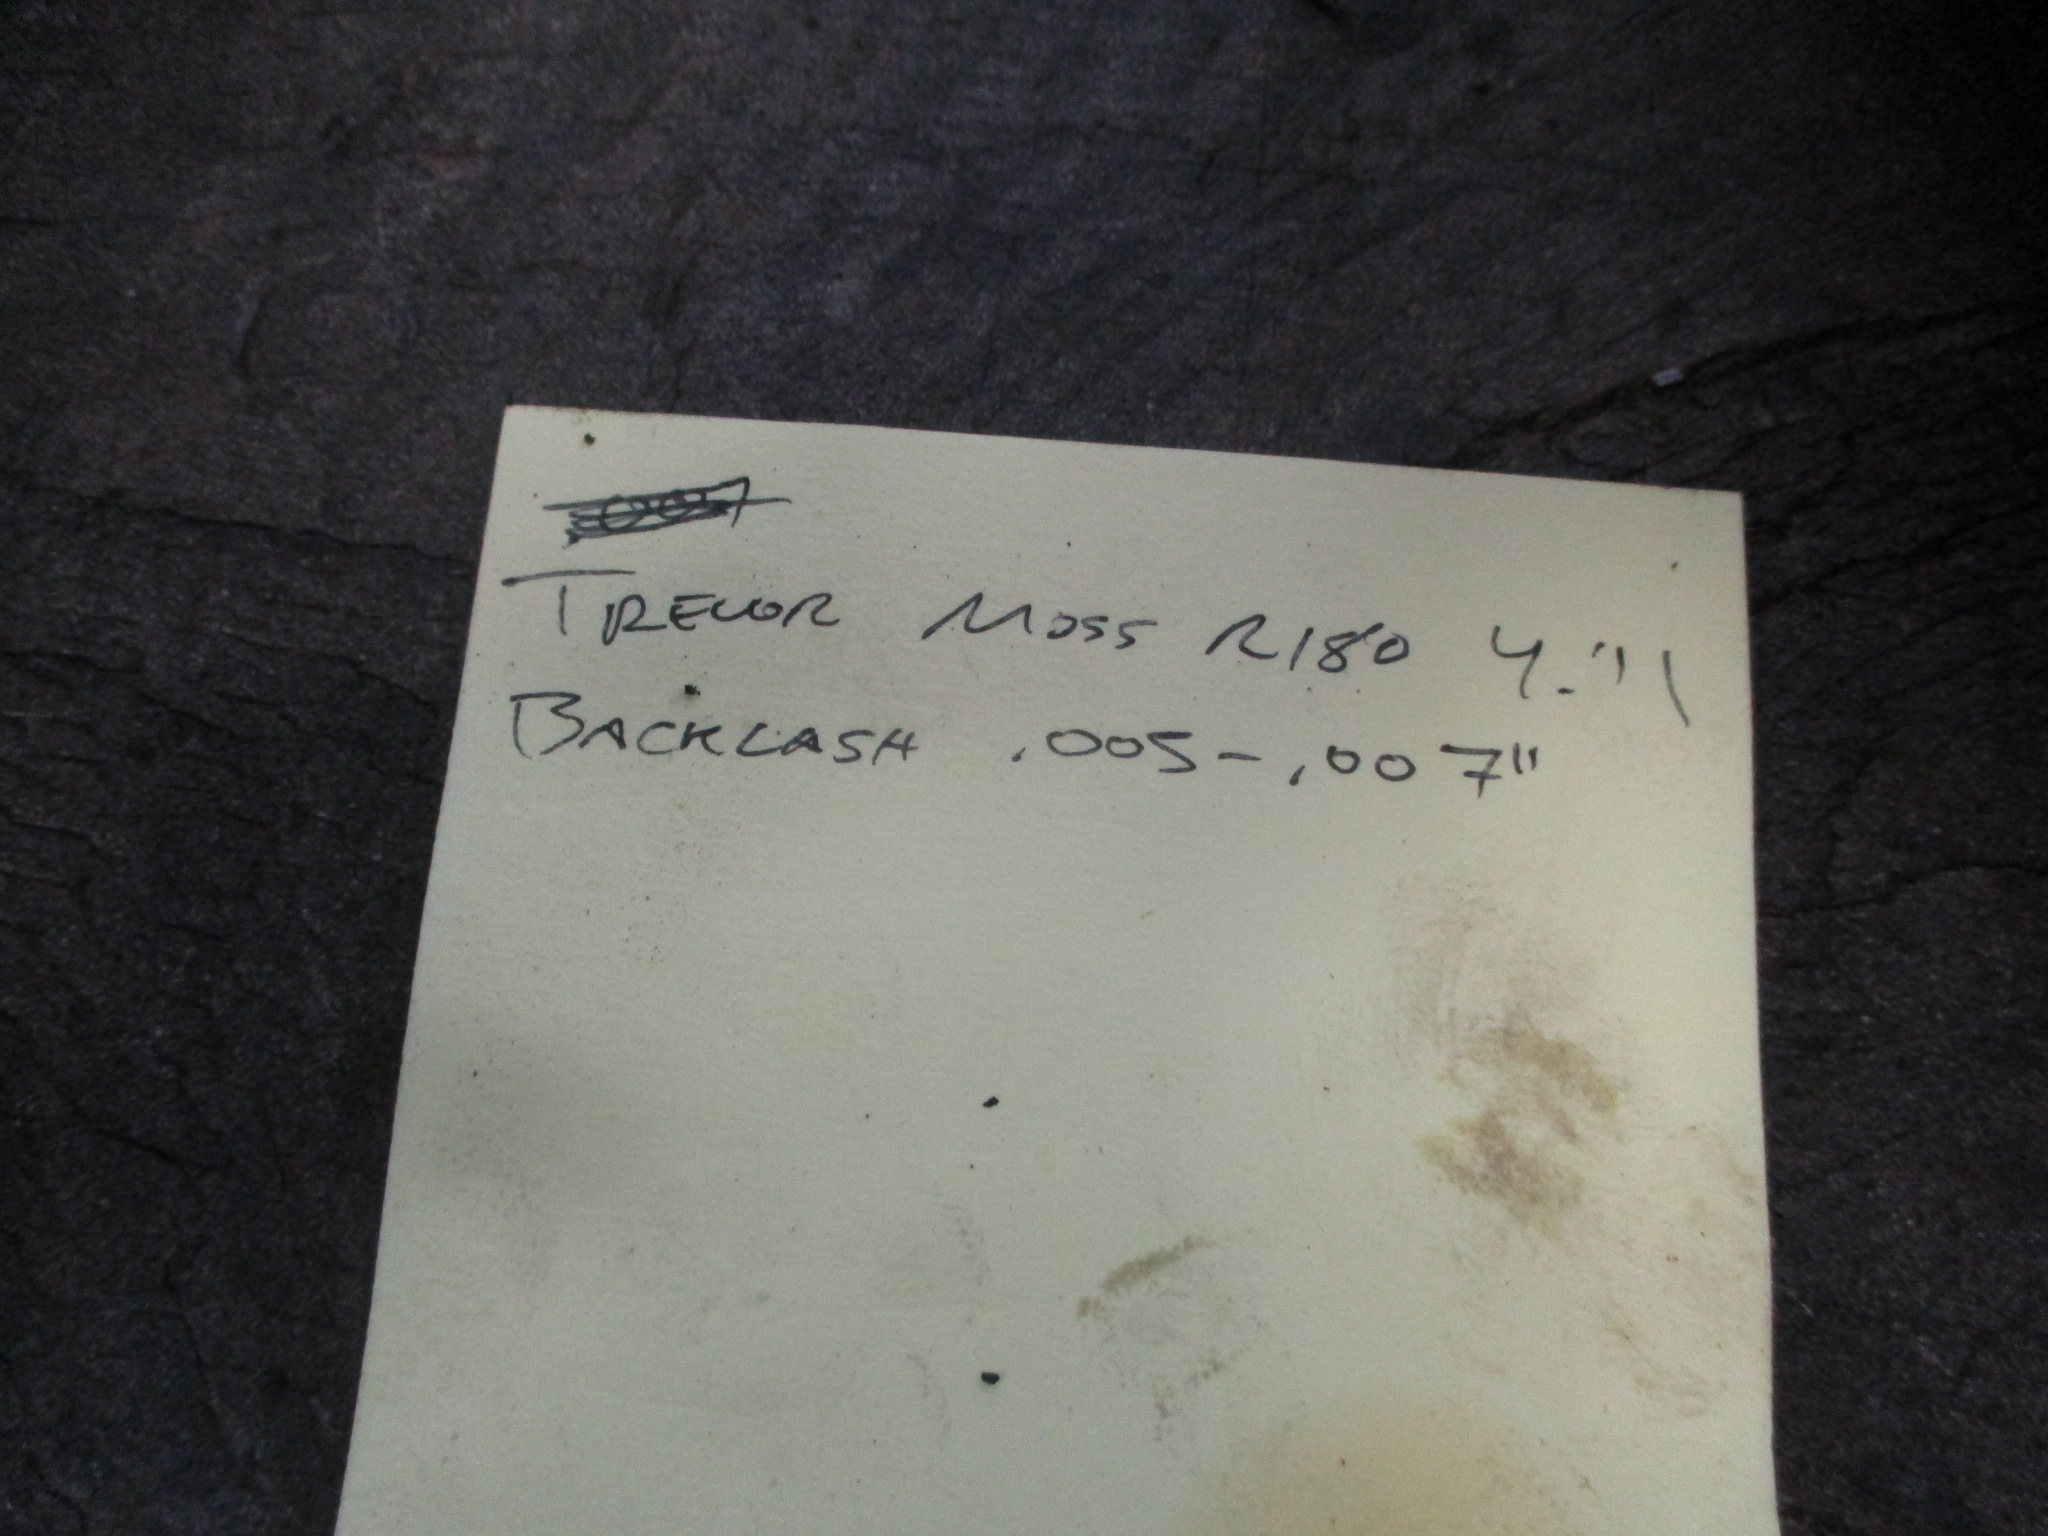 TREVOR MOSS R180 4.11
BACKLASH .005-.007"